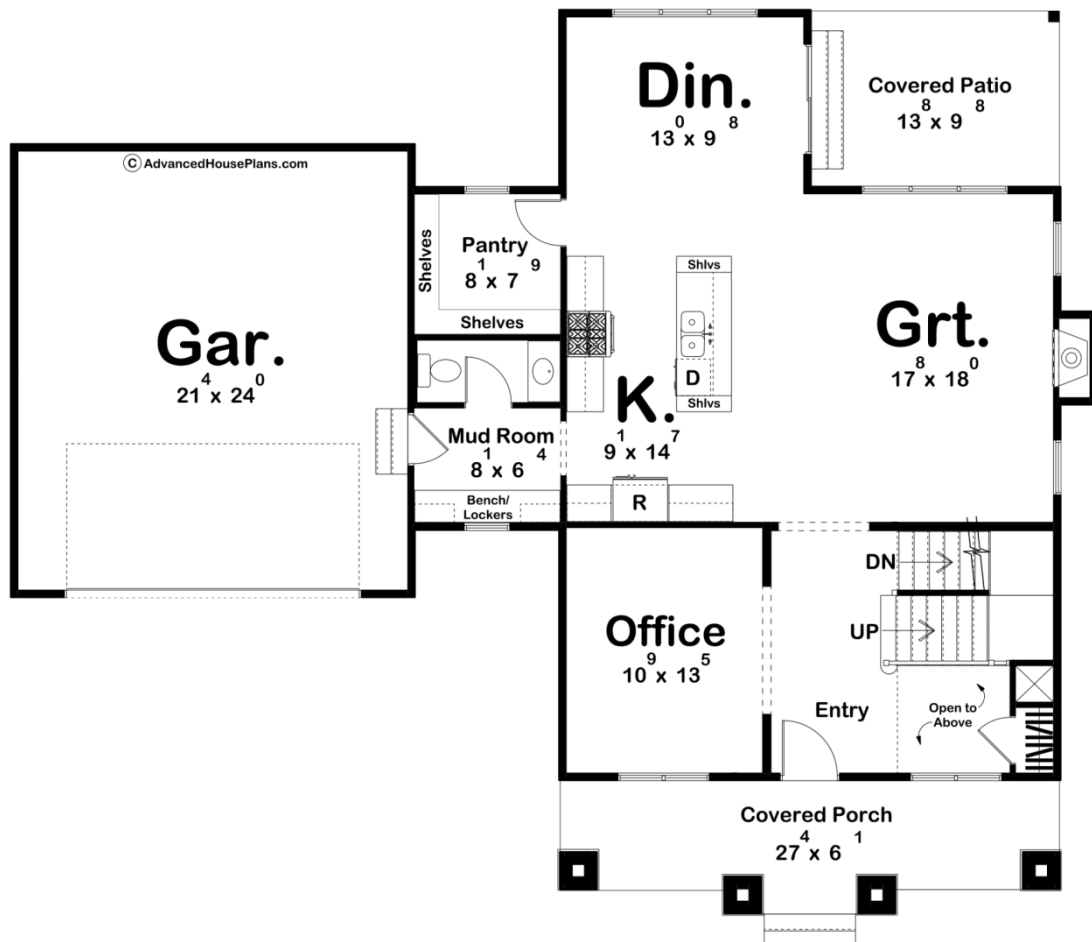 Din.
13⁰ x 9⁸
Covered Patio
13⁸ x 9⁸
© AdvancedHousePlans.com
Shelves
Pantry
8¹ x 7⁹
Shelves
Shlvs
Gar.
21⁴ x 24⁰
Grt.
17⁸ x 18⁰
D
Shlvs
K.
9¹ x 14⁷
Mud Room
8¹ x 6⁴
Bench/
Lockers
R
DN
Office
10⁹ x 13⁵
UP
Entry
Open to
Above
Covered Porch
27⁴ x 6¹